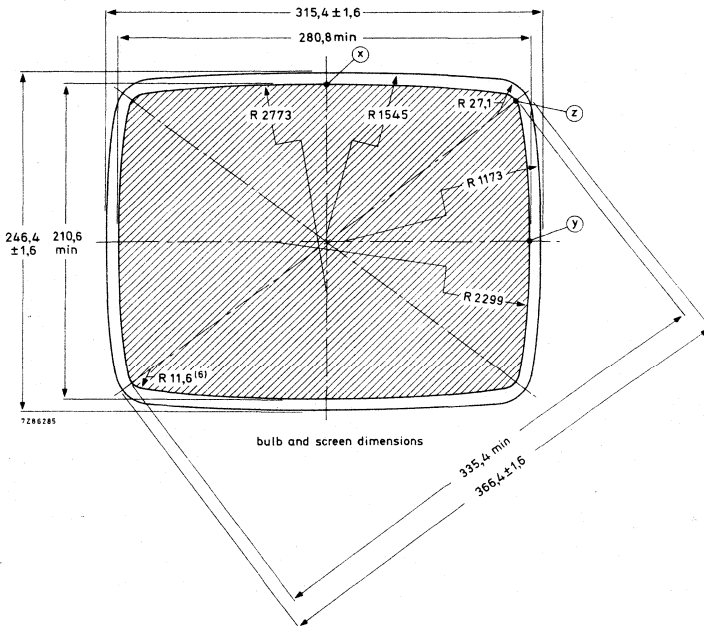 315,4 ± 1,6
280,8 min
x
R 2773
R 1545
R 27,1
z
R 1173
246,4
± 1,6
210,6
min
y
R 2299
R 11,6 (6)
7Z86285
bulb and screen dimensions
335,4 min
366,4 ± 1,6